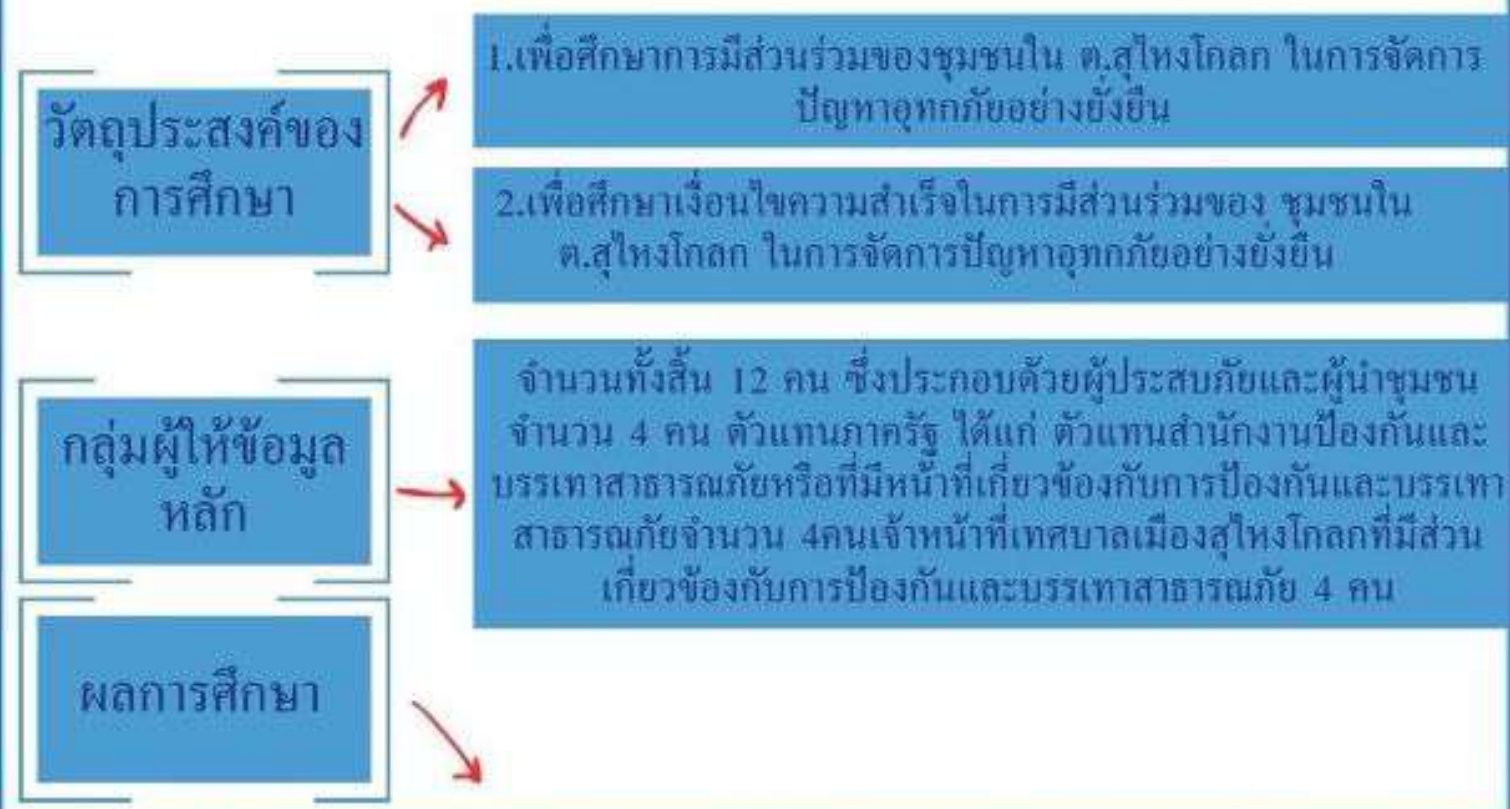 วัตถุประสงค์ของ
การศึกษา
1.เพื่อศึกษาการมีส่วนร่วมของชุมชนใน ต.สุไหงโกลก ในการจัดการ
ปัญหาอุทกภัยอย่างยั่งยืน
2.เพื่อศึกษาเงื่อนไขความสำเร็จในการมีส่วนร่วมของ ชุมชนใน
ต.สุไหงโกลก ในการจัดการปัญหาอุทกภัยอย่างยั่งยืน
กลุ่มผู้ให้ข้อมูล
หลัก
จำนวนทั้งสิ้น 12 คน ซึ่งประกอบด้วยผู้ประสบภัยและผู้นำชุมชน
จำนวน 4 คน ตัวแทนภาครัฐ ได้แก่ ตัวแทนสำนักงานป้องกันและ
บรรเทาสาธารณภัยหรือที่มีหน้าที่เกี่ยวข้องกับการป้องกันและบรรเทา
สาธารณภัยจำนวน 4คนเจ้าหน้าที่เทศบาลเมืองสุไหงโกลกที่มีส่วน
เกี่ยวข้องกับการป้องกันและบรรเทาสาธารณภัย 4 คน
ผลการศึกษา